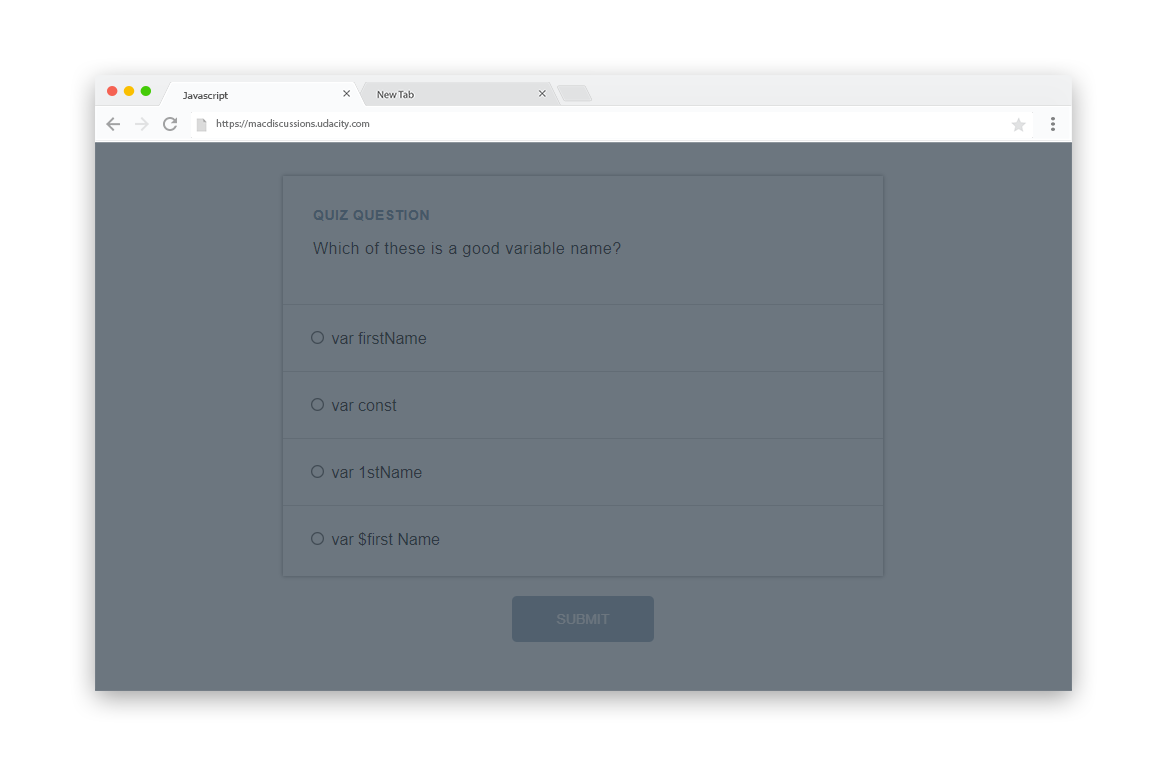 Javascript
New Tab
https://macdiscussions.udacity.com
QUIZ QUESTION
Which of these is a good variable name?
var firstName
var const
var 1stName
var $first Name
SUBMIT